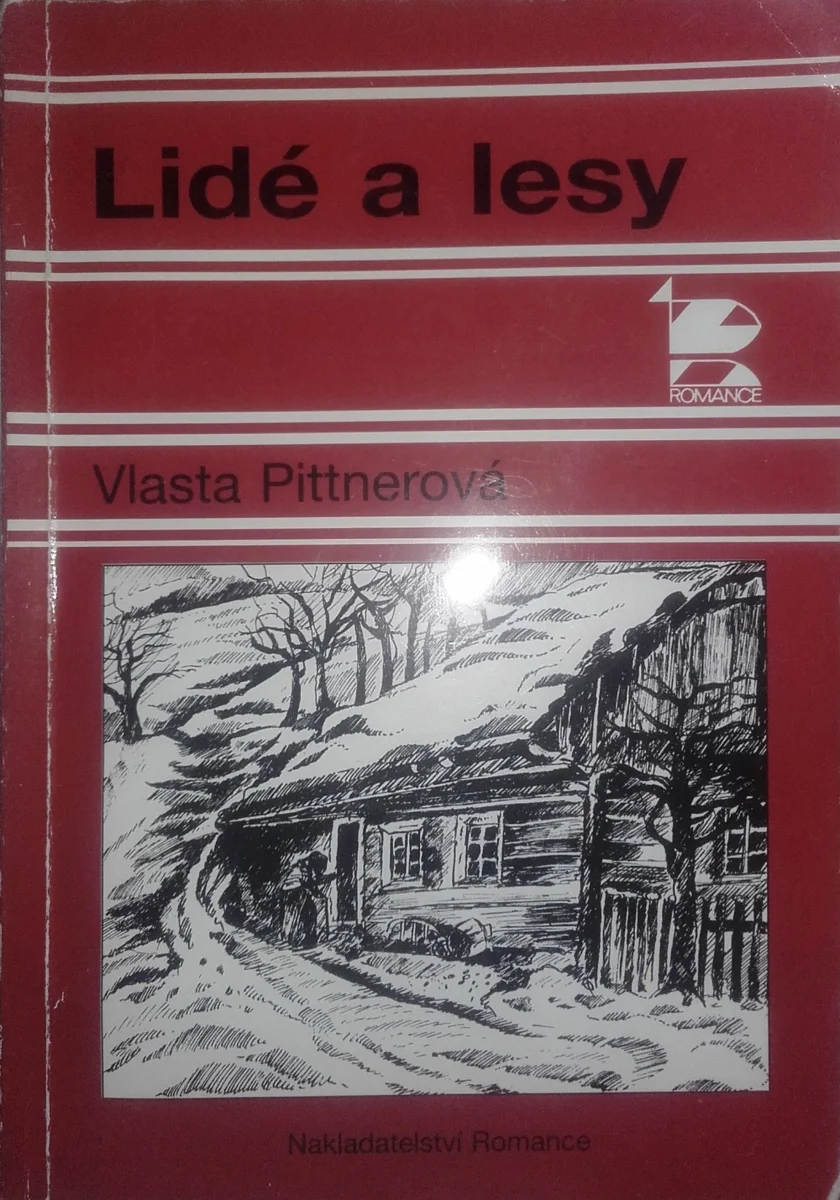 Lidé a lesy
ROMANCE
Vlasta Pittnerová
Nakladatelství Romance